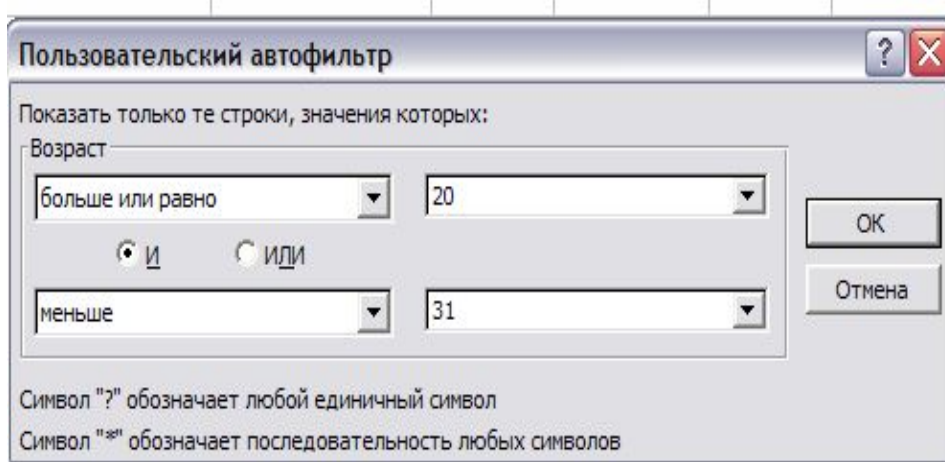 Пользовательский автофильтр ?
Показать только те строки, значения которых:
Возраст
больше или равно 20
И ИЛИ
меньше 31
ОК
Отмена
Символ "?" обозначает любой единичный символ
Символ "*" обозначает последовательность любых символов